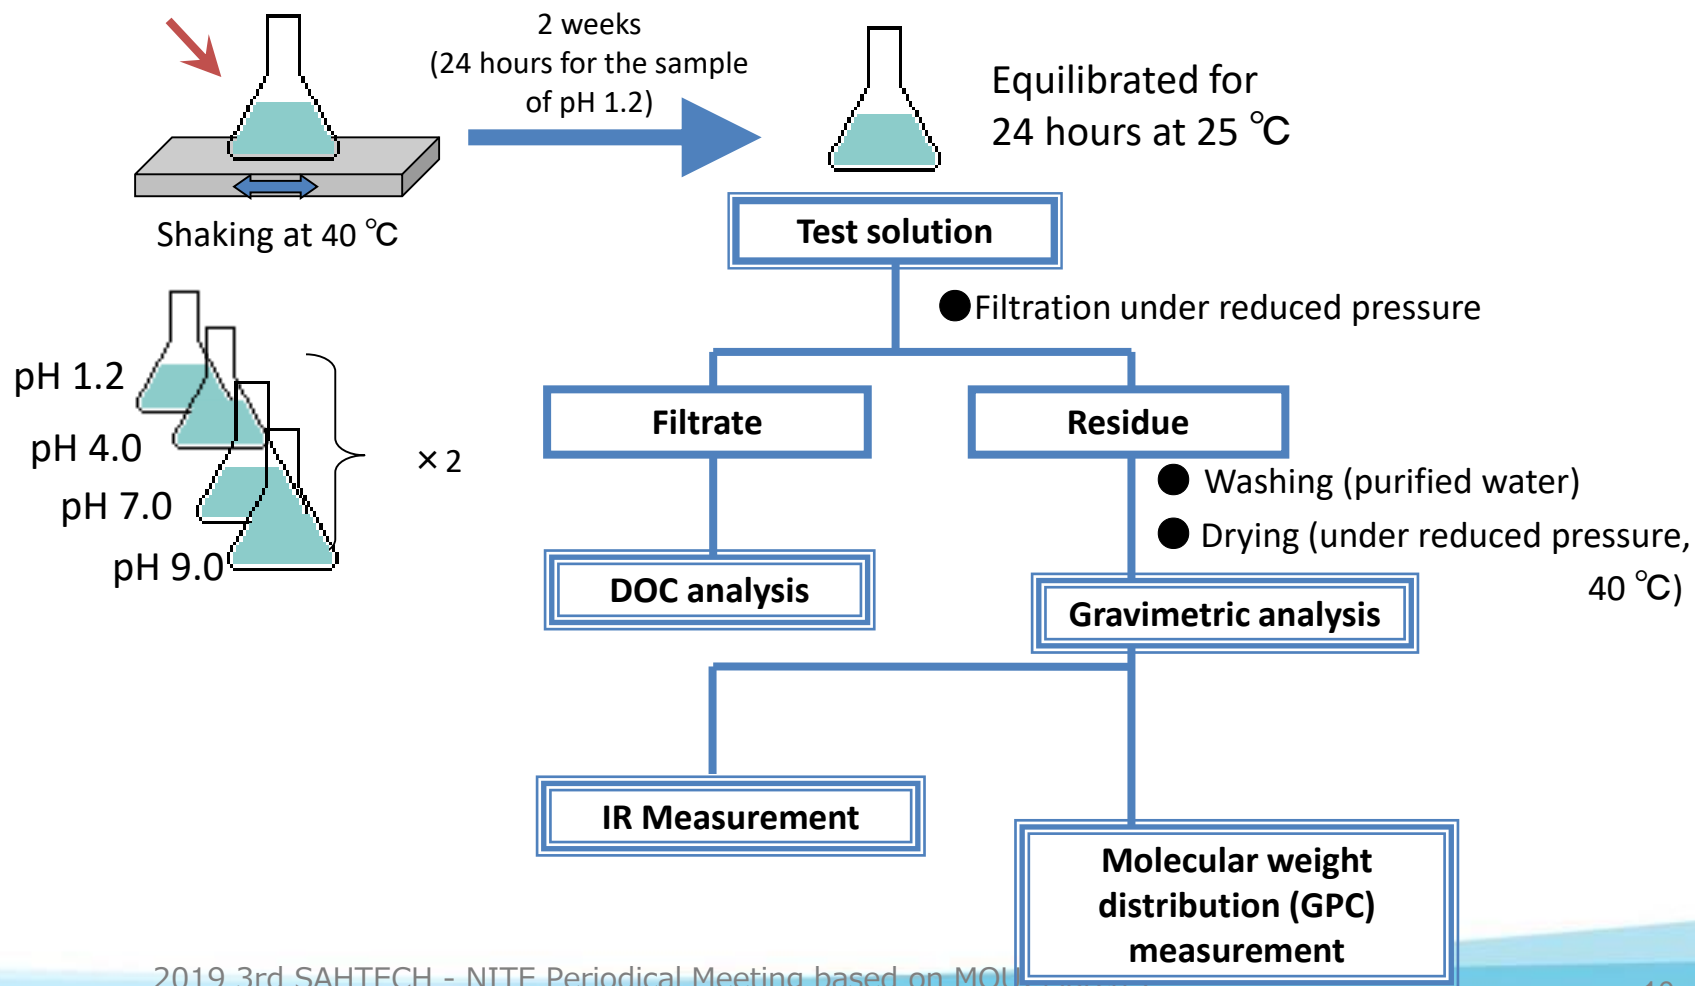 2 weeks
(24 hours for the sample
of pH 1.2)
Equilibrated for
24 hours at 25 ℃
Shaking at 40 ℃
Test solution
●Filtration under reduced pressure
pH 1.2
pH 4.0
pH 7.0
pH 9.0
× 2
Filtrate
Residue
● Washing (purified water)
● Drying (under reduced pressure,
40 ℃)
DOC analysis
Gravimetric analysis
IR Measurement
Molecular weight
distribution (GPC)
measurement
2019 3rd SAHTECH - NITE Periodical Meeting based on MOU